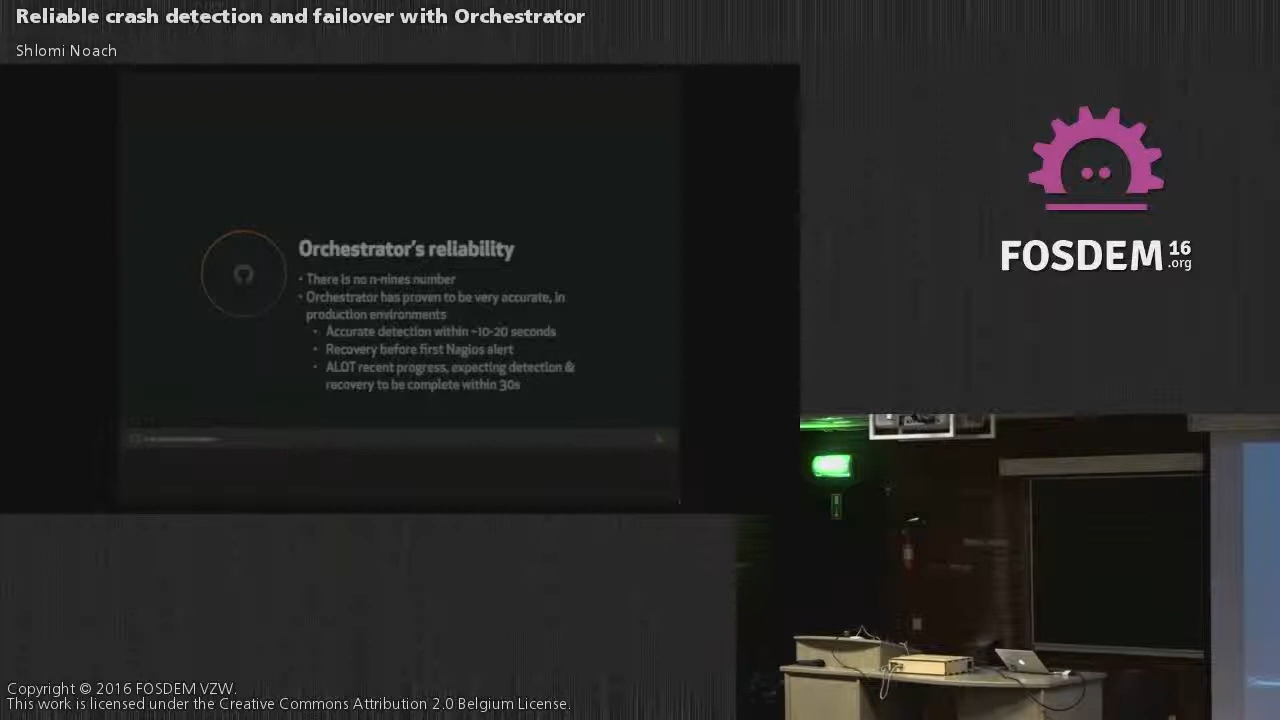 Reliable crash detection and failover with Orchestrator
Shlomi Noach
Orchestrator's reliability
• There is no n-nines number
• Orchestrator has proven to be very accurate, in
production environments
• Accurate detection within ~10-20 seconds
• Recovery before first Nagios alert
• ALOT recent progress, expecting detection &
recovery to be complete within 30s
FOSDEM 16
.org
Copyright © 2016 FOSDEM VZW.
This work is licensed under the Creative Commons Attribution 2.0 Belgium License.